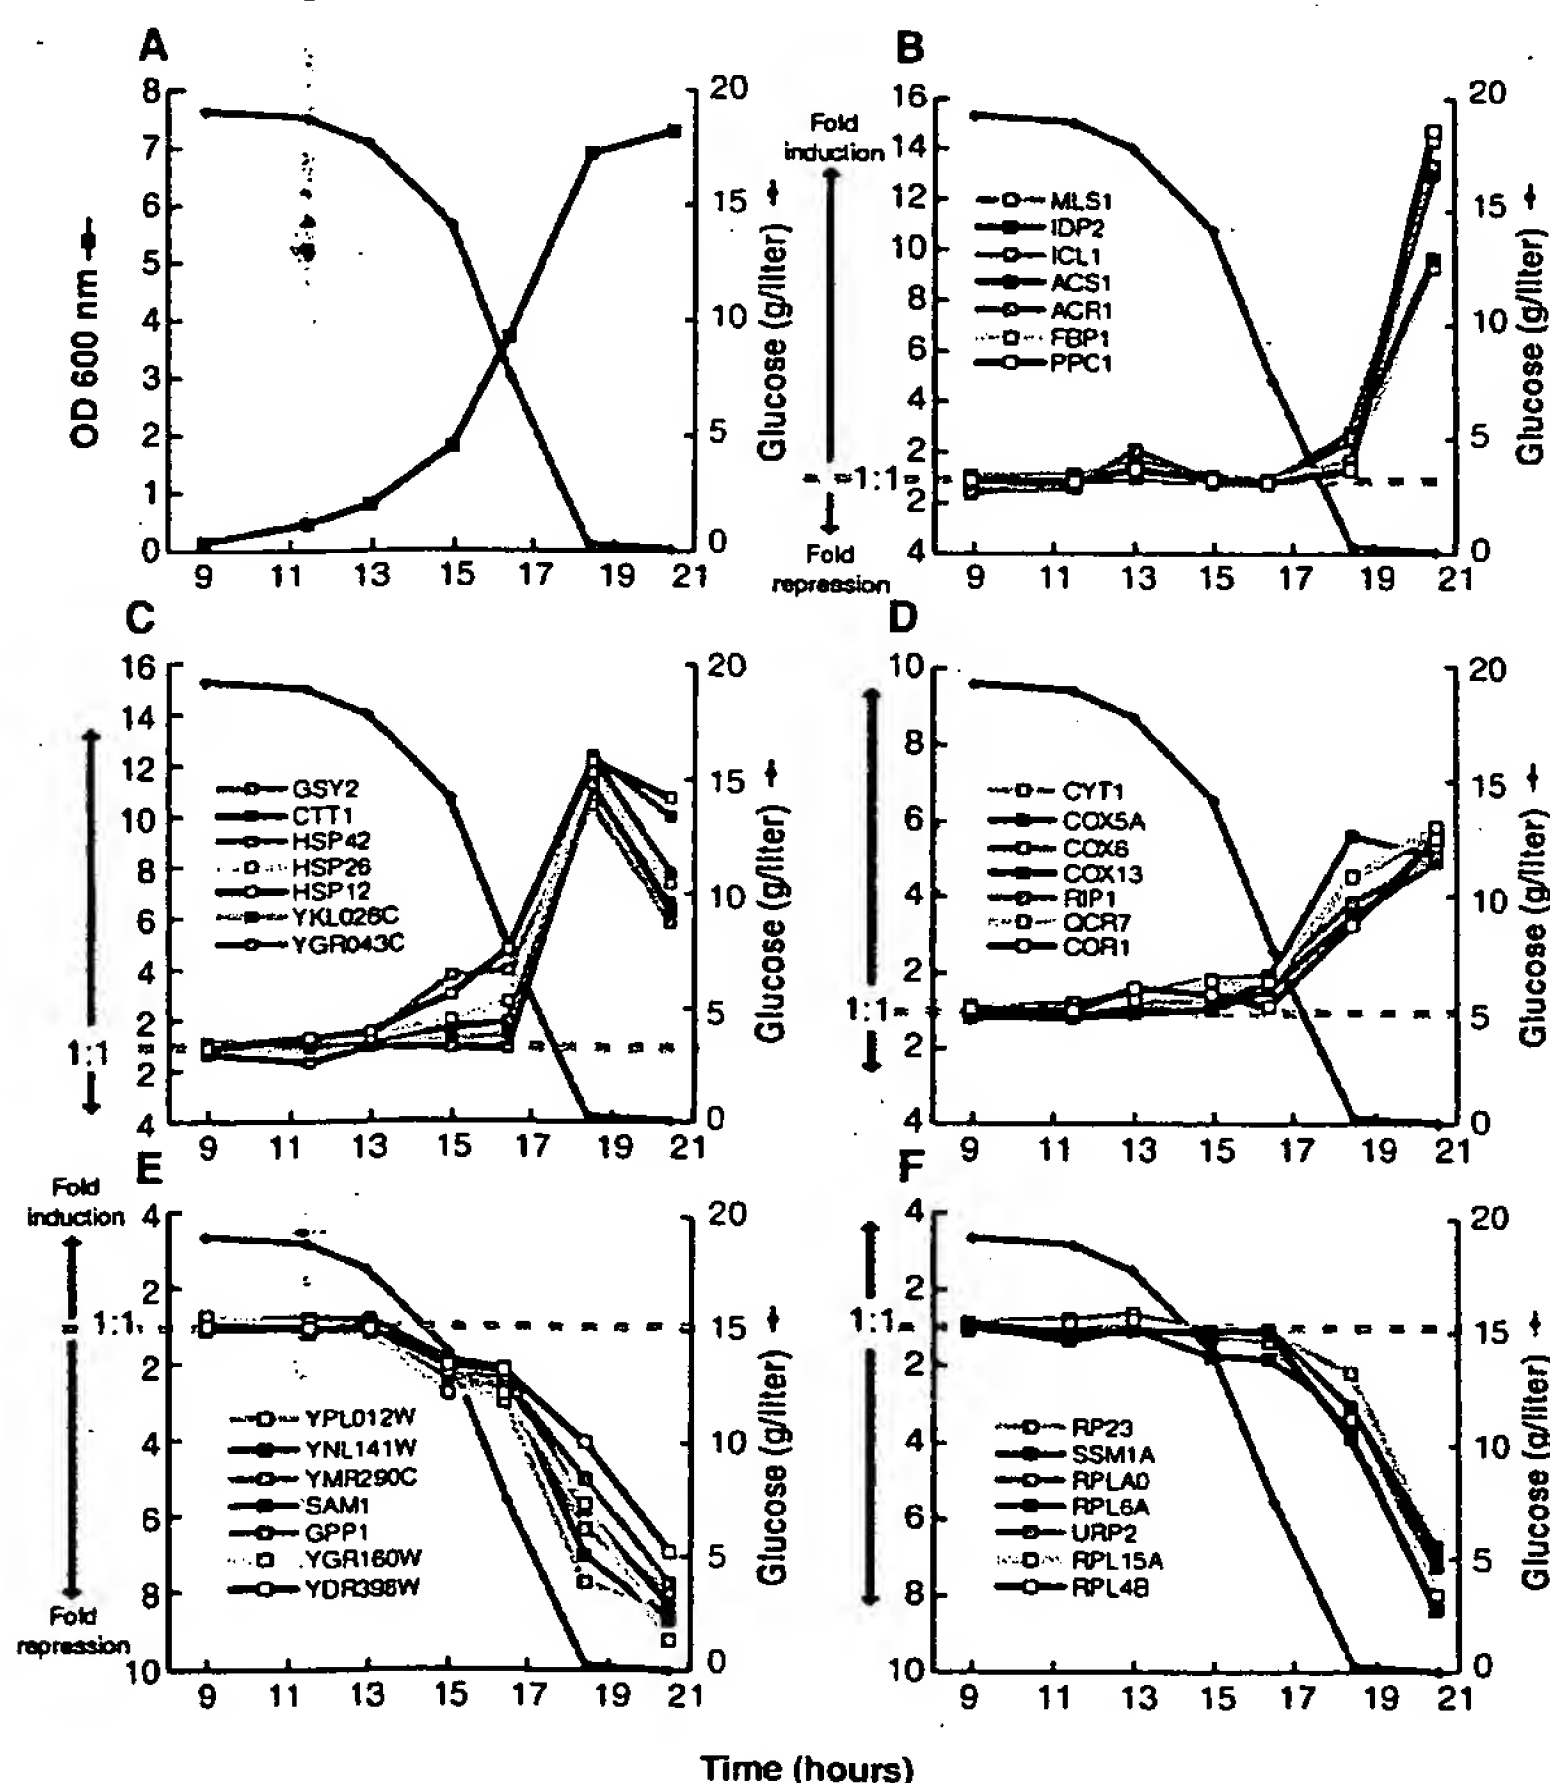 A
8
7
6
5
4
3
2
1
0
OD 600 nm
20
15
10
5
0
Glucose (g/liter)
9 11 13 15 17 19 21
B
Fold
induction
16
14
12
10
8
6
4
2
1:1
2
4
Fold
repression
MLS1
IDP2
ICL1
ACS1
ACR1
FBP1
PPC1
20
15
10
5
0
Glucose (g/liter)
9 11 13 15 17 19 21
C
16
14
12
10
8
6
4
2
1:1
2
4
GSY2
CTT1
HSP42
HSP26
HSP12
YKL026C
YGR043C
20
15
10
5
0
Glucose (g/liter)
9 11 13 15 17 19 21
D
10
8
6
4
2
1:1
2
4
CYT1
COX5A
COX6
COX13
RIP1
QCR7
COR1
20
15
10
5
0
Glucose (g/liter)
9 11 13 15 17 19 21
E
Fold
induction
4
2
1:1
2
4
6
8
10
Fold
repression
YPL012W
YNL141W
YMR290C
SAM1
GPP1
YGR160W
YDR398W
20
15
10
5
0
Glucose (g/liter)
9 11 13 15 17 19 21
F
4
2
1:1
2
4
6
8
10
RP23
SSM1A
RPLA0
RPL6A
URP2
RPL15A
RPL4B
20
15
10
5
0
Glucose (g/liter)
9 11 13 15 17 19 21
Time (hours)